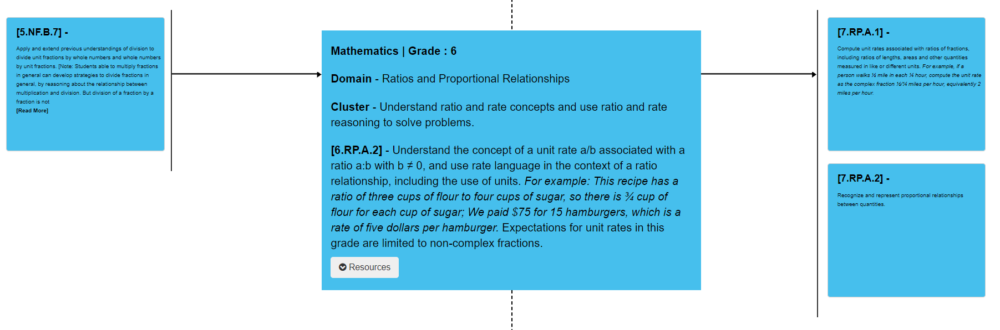 [5.NF.B.7] -
Apply and extend previous understandings of division to
divide unit fractions by whole numbers and whole numbers
by unit fractions. [Note: Students able to multiply fractions
in general can develop strategies to divide fractions in
general, by reasoning about the relationship between
multiplication and division. But division of a fraction by a
fraction is not
[Read More]
Mathematics | Grade : 6
Domain - Ratios and Proportional Relationships
Cluster - Understand ratio and rate concepts and use ratio and rate
reasoning to solve problems.
[6.RP.A.2] - Understand the concept of a unit rate a/b associated with a
ratio a:b with b ≠ 0, and use rate language in the context of a ratio
relationship, including the use of units. For example: This recipe has a
ratio of three cups of flour to four cups of sugar, so there is ¾ cup of
flour for each cup of sugar; We paid $75 for 15 hamburgers, which is a
rate of five dollars per hamburger. Expectations for unit rates in this
grade are limited to non-complex fractions.
Resources
[7.RP.A.1] -
Compute unit rates associated with ratios of fractions,
including ratios of lengths, areas and other quantities
measured in like or different units. For example, if a
person walks ½ mile in each ¼ hour, compute the unit rate
as the complex fraction ½/¼ miles per hour, equivalently 2
miles per hour.
[7.RP.A.2] -
Recognize and represent proportional relationships
between quantities.